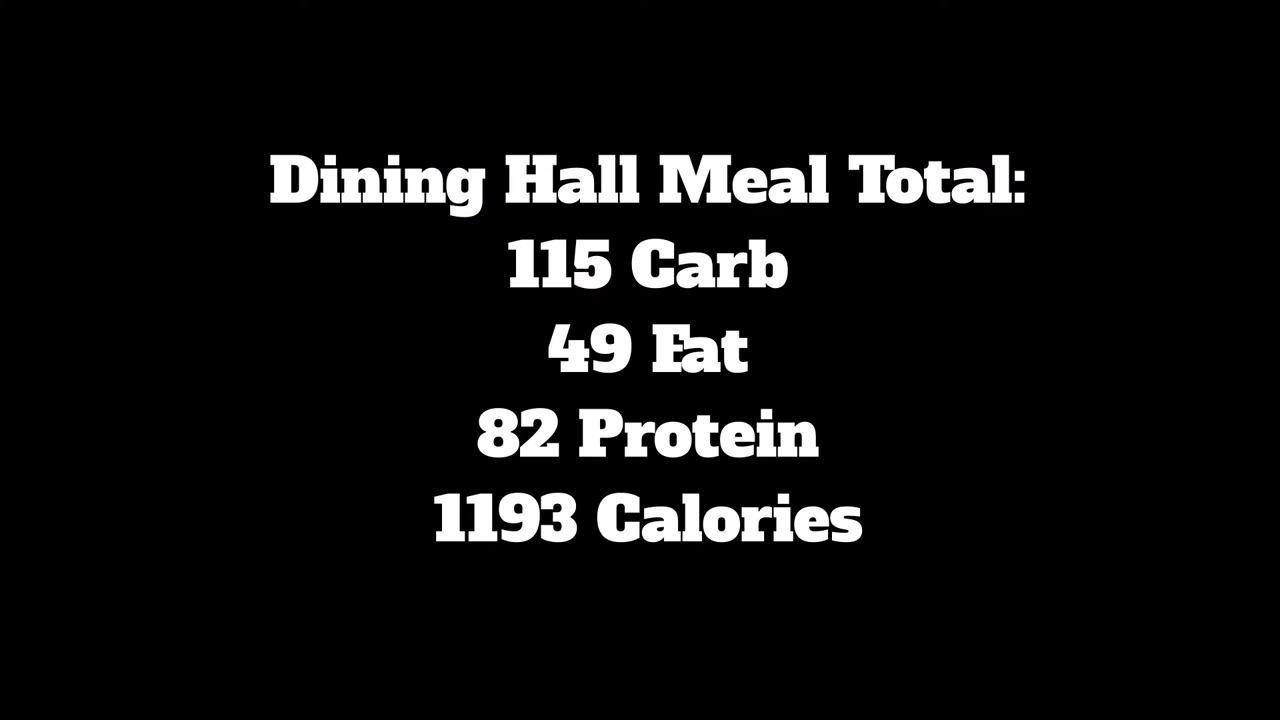 Dining Hall Meal Total:
115 Carb
49 Fat
82 Protein
1193 Calories